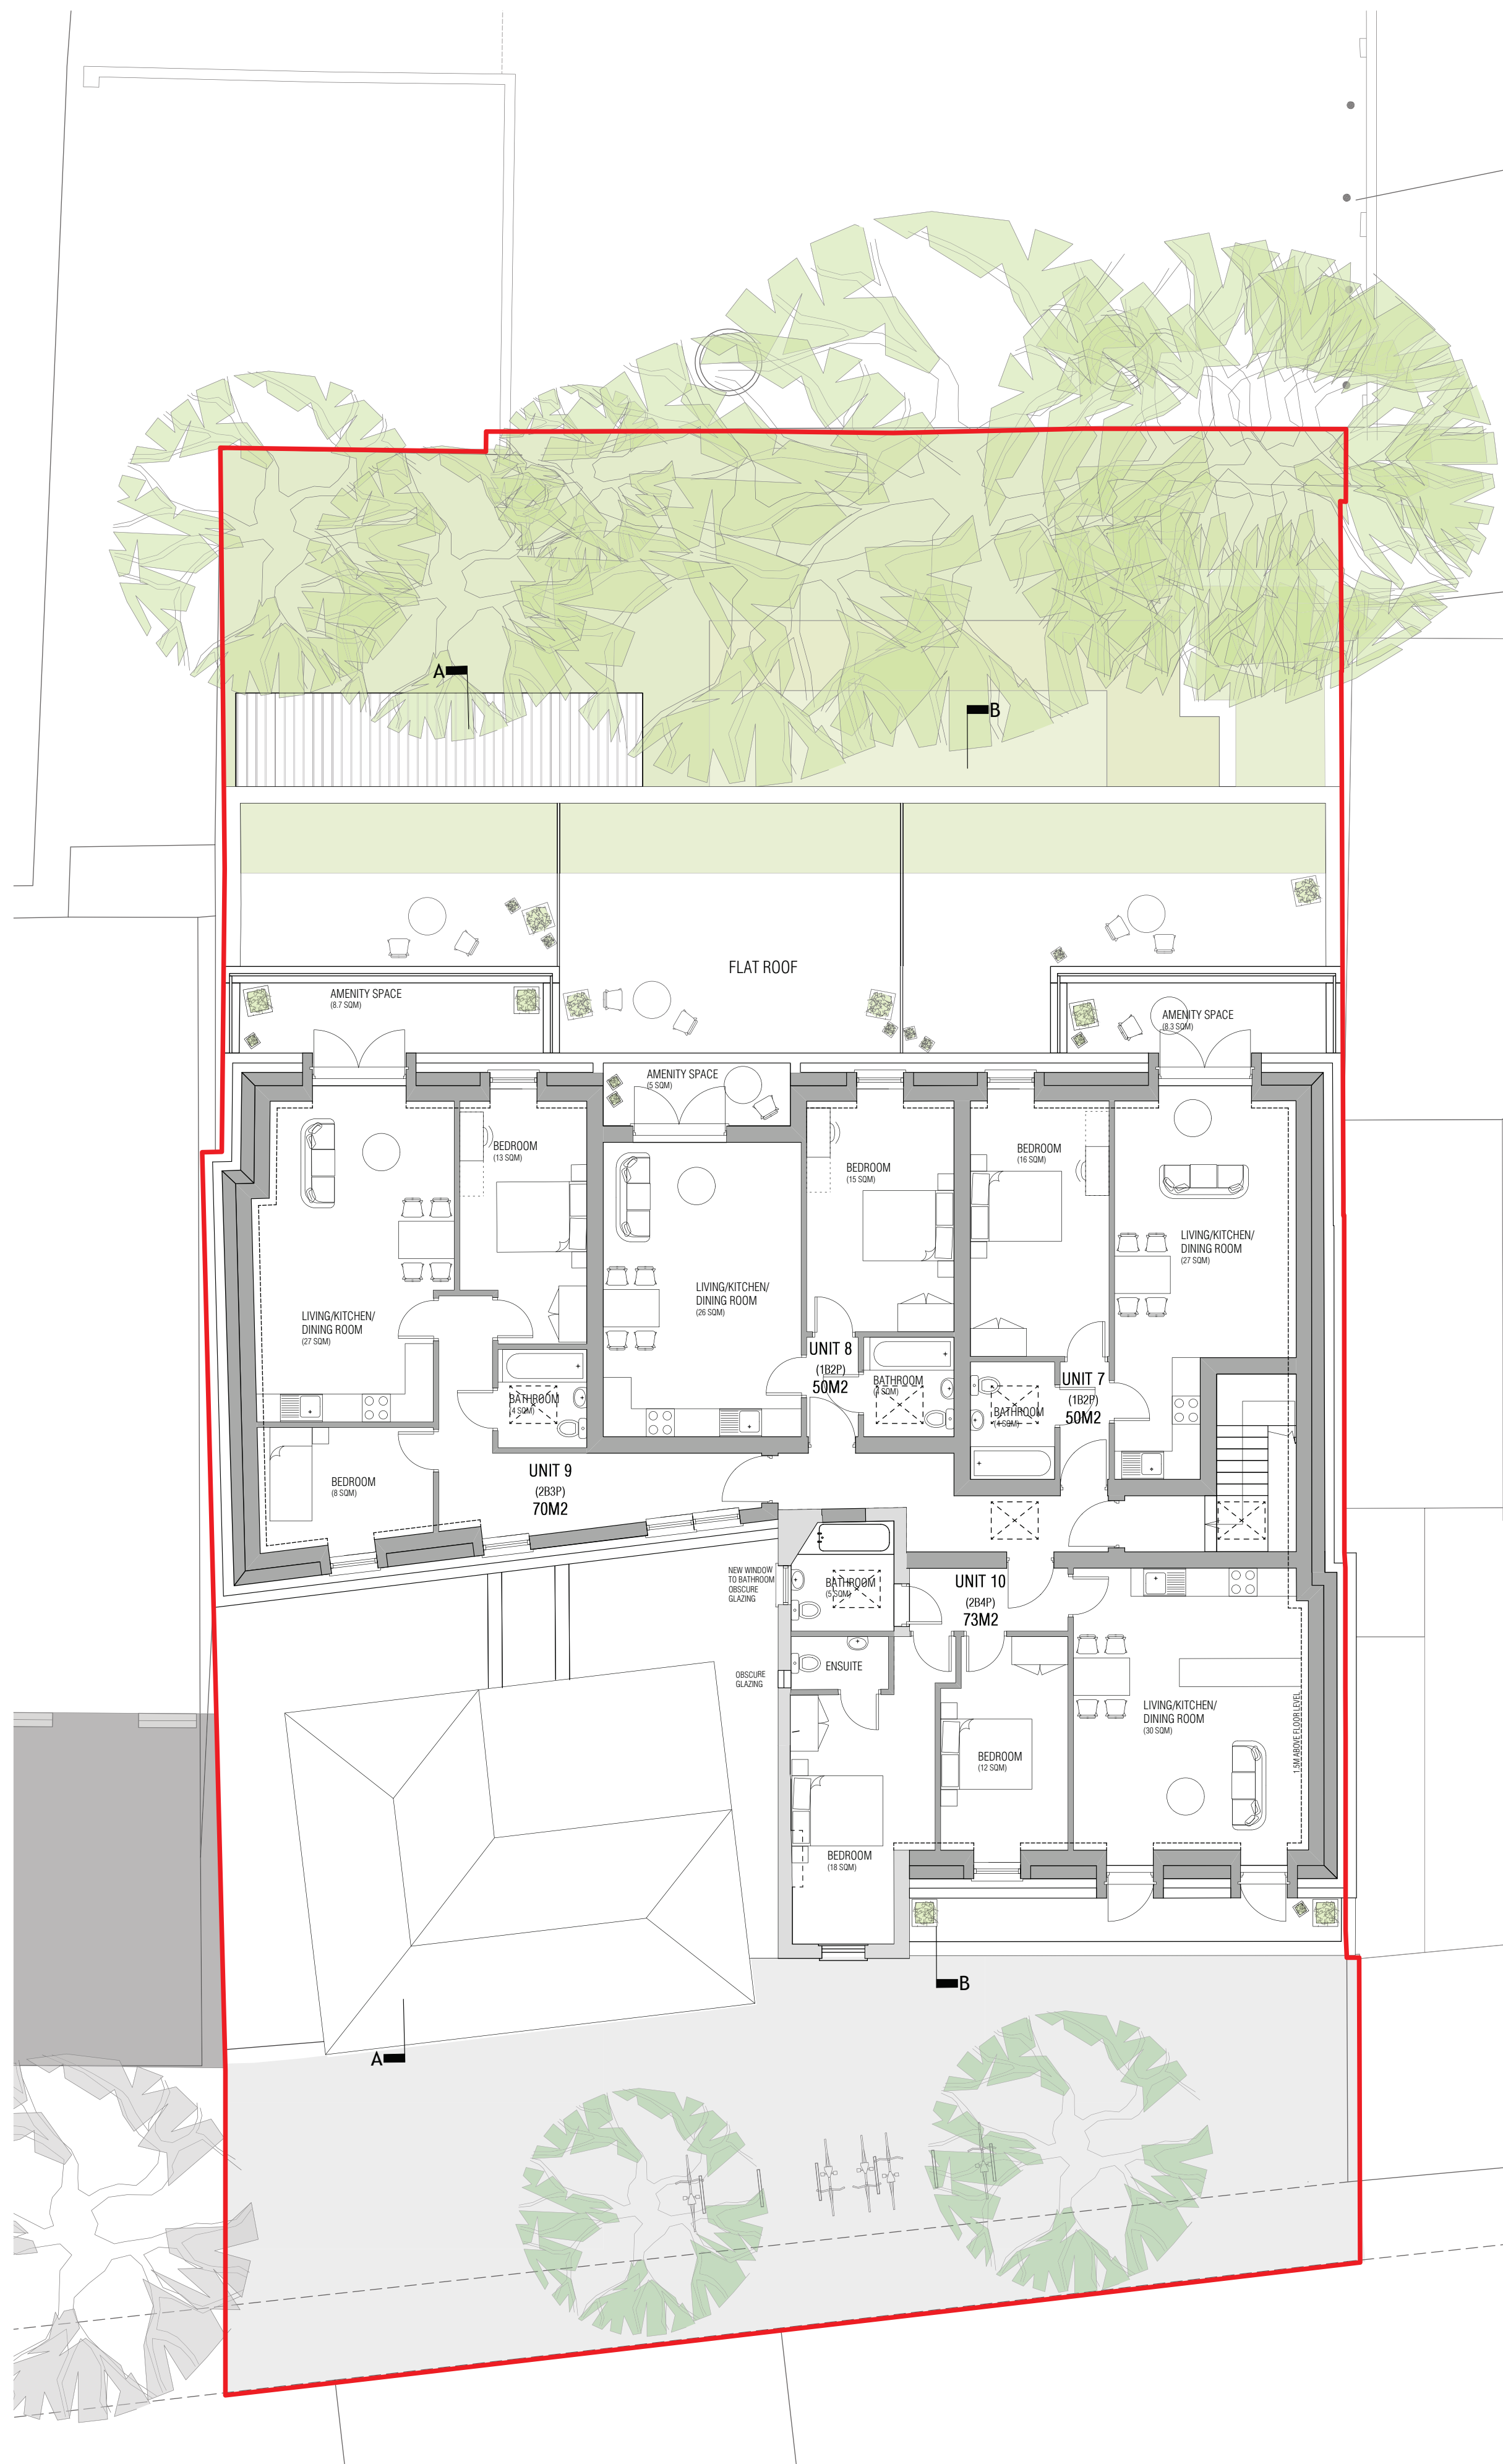 A
B
FLAT ROOF
AMENITY SPACE
(8.7 SQM)
AMENITY SPACE
(8.3 SQM)
AMENITY SPACE
(5 SQM)
BEDROOM
(13 SQM)
BEDROOM
(15 SQM)
BEDROOM
(16 SQM)
LIVING/KITCHEN/
DINING ROOM
(27 SQM)
LIVING/KITCHEN/
DINING ROOM
(26 SQM)
LIVING/KITCHEN/
DINING ROOM
(27 SQM)
UNIT 8
(1B2P)
50M2
UNIT 7
(1B2P)
50M2
BATHROOM
(4 SQM)
BATHROOM
(4 SQM)
BATHROOM
(4 SQM)
BEDROOM
(8 SQM)
UNIT 9
(2B3P)
70M2
NEW WINDOW
TO BATHROOM
OBSCURE
GLAZING
BATHROOM
(5 SQM)
UNIT 10
(2B4P)
73M2
OBSCURE
GLAZING
ENSUITE
LIVING/KITCHEN/
DINING ROOM
(30 SQM)
1.5M ABOVE FLOOR LEVEL
BEDROOM
(12 SQM)
BEDROOM
(18 SQM)
B
A